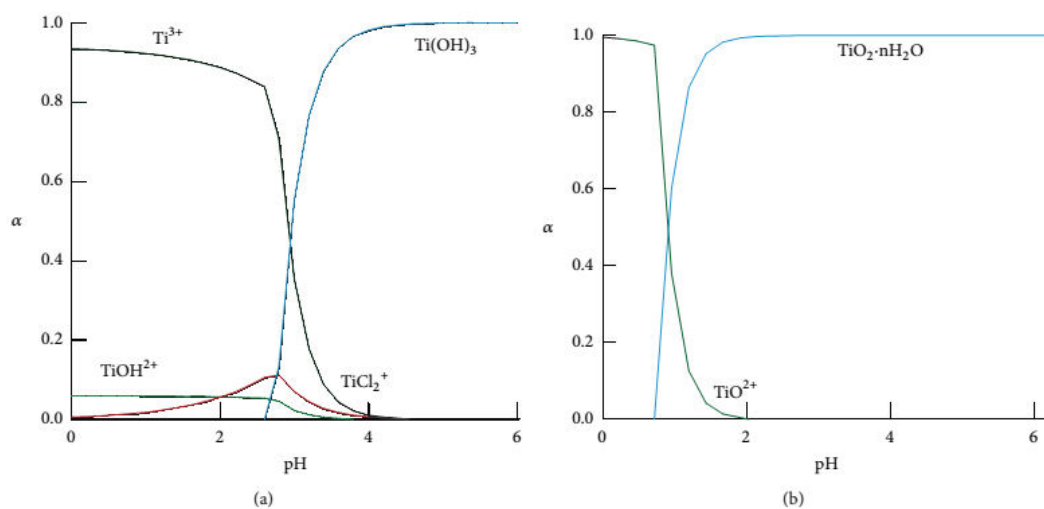 1.0
Ti³⁺
Ti(OH)₃
0.8
0.6
α
0.4
0.2
TiOH²⁺
TiCl₂⁺
0.0
0 2 4 6
pH
(a)
1.0
TiO₂·nH₂O
0.8
0.6
α
0.4
0.2
TiO²⁺
0.0
0 2 4 6
pH
(b)